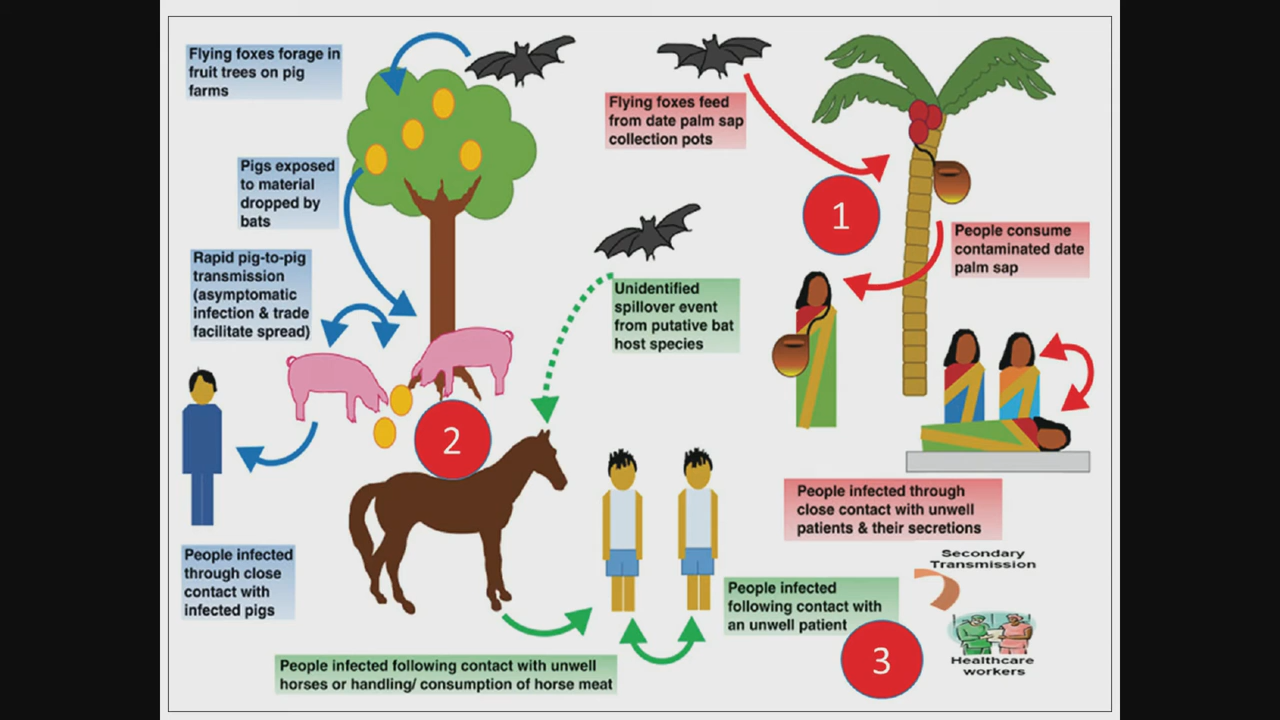 Flying foxes forage in
fruit trees on pig
farms
Flying foxes feed
from date palm sap
collection pots
Pigs exposed
to material
dropped by
bats
1
People consume
contaminated date
palm sap
Rapid pig-to-pig
transmission
(asymptomatic
infection & trade
facilitate spread)
Unidentified
spillover event
from putative bat
host species
2
People infected through
close contact with unwell
patients & their secretions
People infected
through close
contact with
infected pigs
Secondary
Transmission
People infected
following contact with
an unwell patient
3
Healthcare
workers
People infected following contact with unwell
horses or handling/ consumption of horse meat